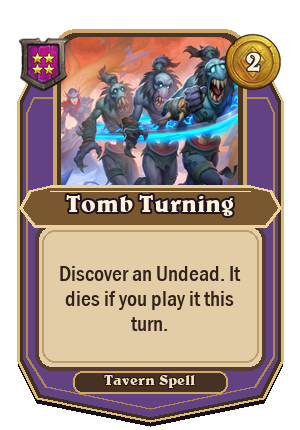 2
Tomb Turning
Discover an Undead. It
dies if you play it this
turn.
Tavern Spell